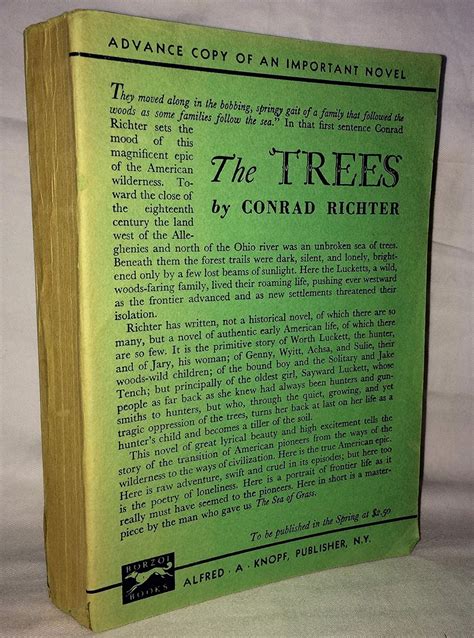 ADVANCE COPY OF AN IMPORTANT NOVEL
They moved along in the bobbing, springy gait of a family that followed the
woods as some families follow the sea." In that first sentence Conrad
Richter sets the
mood of this
magnificent epic
of the American
wilderness. To-
ward the close of
the eighteenth
century the land
west of the Alle-
The TREES
by CONRAD RICHTER
ghenies and north of the Ohio river was an unbroken sea of trees.
Beneath them the forest trails were dark, silent, and lonely, bright-
ened only by a few lost beams of sunlight. Here the Lucketts, a wild,
woods-faring family, lived their roaming life, pushing ever westward
as the frontier advanced and as new settlements threatened their
isolation.
Richter has written, not a historical novel, of which there are so
many, but a novel of authentic early American life, of which there
are so few. It is the primitive story of Worth Luckett, the hunter,
and of Jary, his woman; of Genny, Wyitt, Achsa, and Sulie, their
woods-wild children; of the bound boy and the Solitary and Jake
Tench; but principally of the oldest girl, Sayward Luckett, whose
people as far back as she knew had always been hunters and gun-
smiths to hunters, but who, through the quiet, growing, and yet
tragic oppression of the trees, turns her back at last on her life as a
hunter's child and becomes a tiller of the soil.
This novel of great lyrical beauty and high excitement tells the
story of the transition of American pioneers from the ways of the
wilderness to the ways of civilization. Here is the true American epic.
Here is raw adventure, swift and cruel in its episodes; but here too
is the poetry of loneliness. Here is a portrait of frontier life as it
really must have seemed to the pioneers. Here in short is a master-
piece by the man who gave us The Sea of Grass.
To be published in the Spring at $2.50
BORZOI
BOOKS
ALFRED · A · KNOPF, PUBLISHER, N.Y.